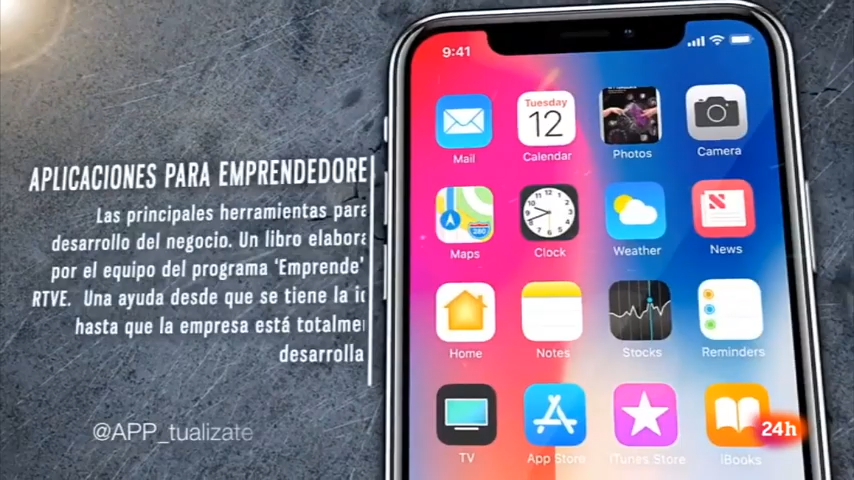 APLICACIONES PARA EMPRENDEDORE
Las principales herramientas para
desarrollo del negocio. Un libro elabora
por el equipo del programa ‘Emprende’
RTVE. Una ayuda desde que se tiene la
hasta que la empresa está totalme
desarrolla
@APP_tualizate
9:41
Mail
Tuesday
12
Calendar
Photos
Camera
Maps
280
Clock
Weather
News
Home
Notes
Stocks
Reminders
TV
App Store
iTunes Store
iBooks
24h